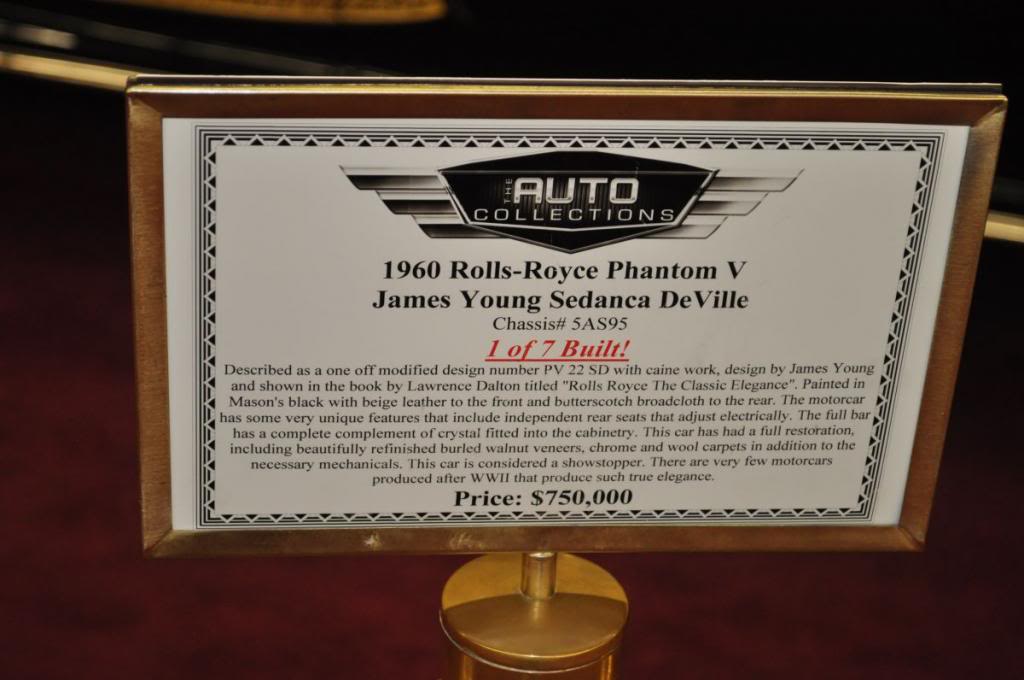 THE AUTO
COLLECTIONS
1960 Rolls-Royce Phantom V
James Young Sedanca DeVille
Chassis# 5AS95
1 of 7 Built!
Described as a one off modified design number PV 22 SD with caine work, design by James Young
and shown in the book by Lawrence Dalton titled "Rolls Royce The Classic Elegance". Painted in
Mason's black with beige leather to the front and butterscotch broadcloth to the rear. The motorcar
has some very unique features that include independent rear seats that adjust electrically. The full bar
has a complete complement of crystal fitted into the cabinetry. This car has had a full restoration,
including beautifully refinished burled walnut veneers, chrome and wool carpets in addition to the
necessary mechanicals. This car is considered a showstopper. There are very few motorcars
produced after WWII that produce such true elegance.
Price: $750,000